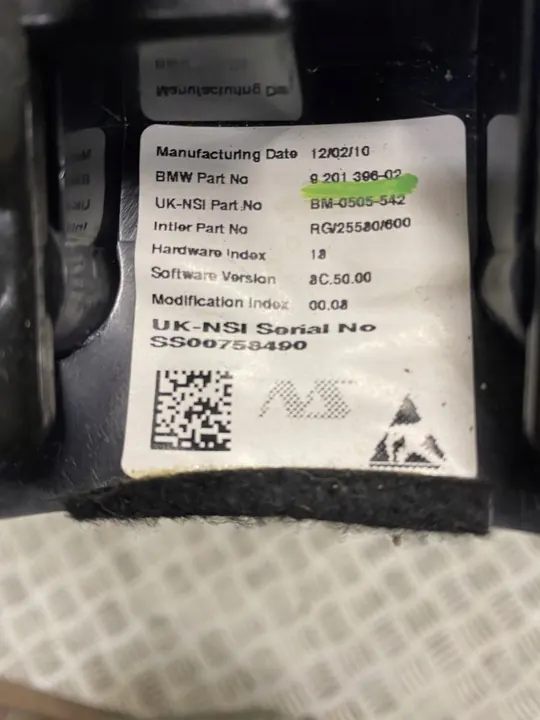 Manufacturing Date 12/02/10
BMW Part No 9 201 396-02
UK-NSI Part No BM-0505-542
Intier Part No RG/25580/600
Hardware Index 18
Software Version 8C.50.00
Modification Index 00.08
UK-NSI Serial No
SS00758490
NS